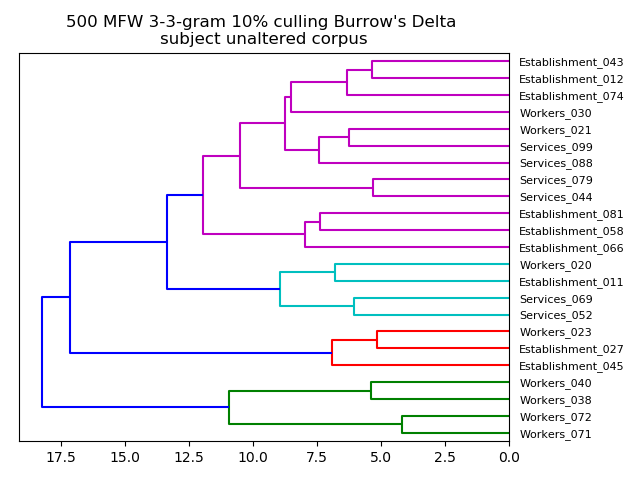 500 MFW 3-3-gram 10% culling Burrow's Delta
subject unaltered corpus
Establishment_043
Establishment_012
Establishment_074
Workers_030
Workers_021
Services_099
Services_088
Services_079
Services_044
Establishment_081
Establishment_058
Establishment_066
Workers_020
Establishment_011
Services_069
Services_052
Workers_023
Establishment_027
Establishment_045
Workers_040
Workers_038
Workers_072
Workers_071
17.5 15.0 12.5 10.0 7.5 5.0 2.5 0.0